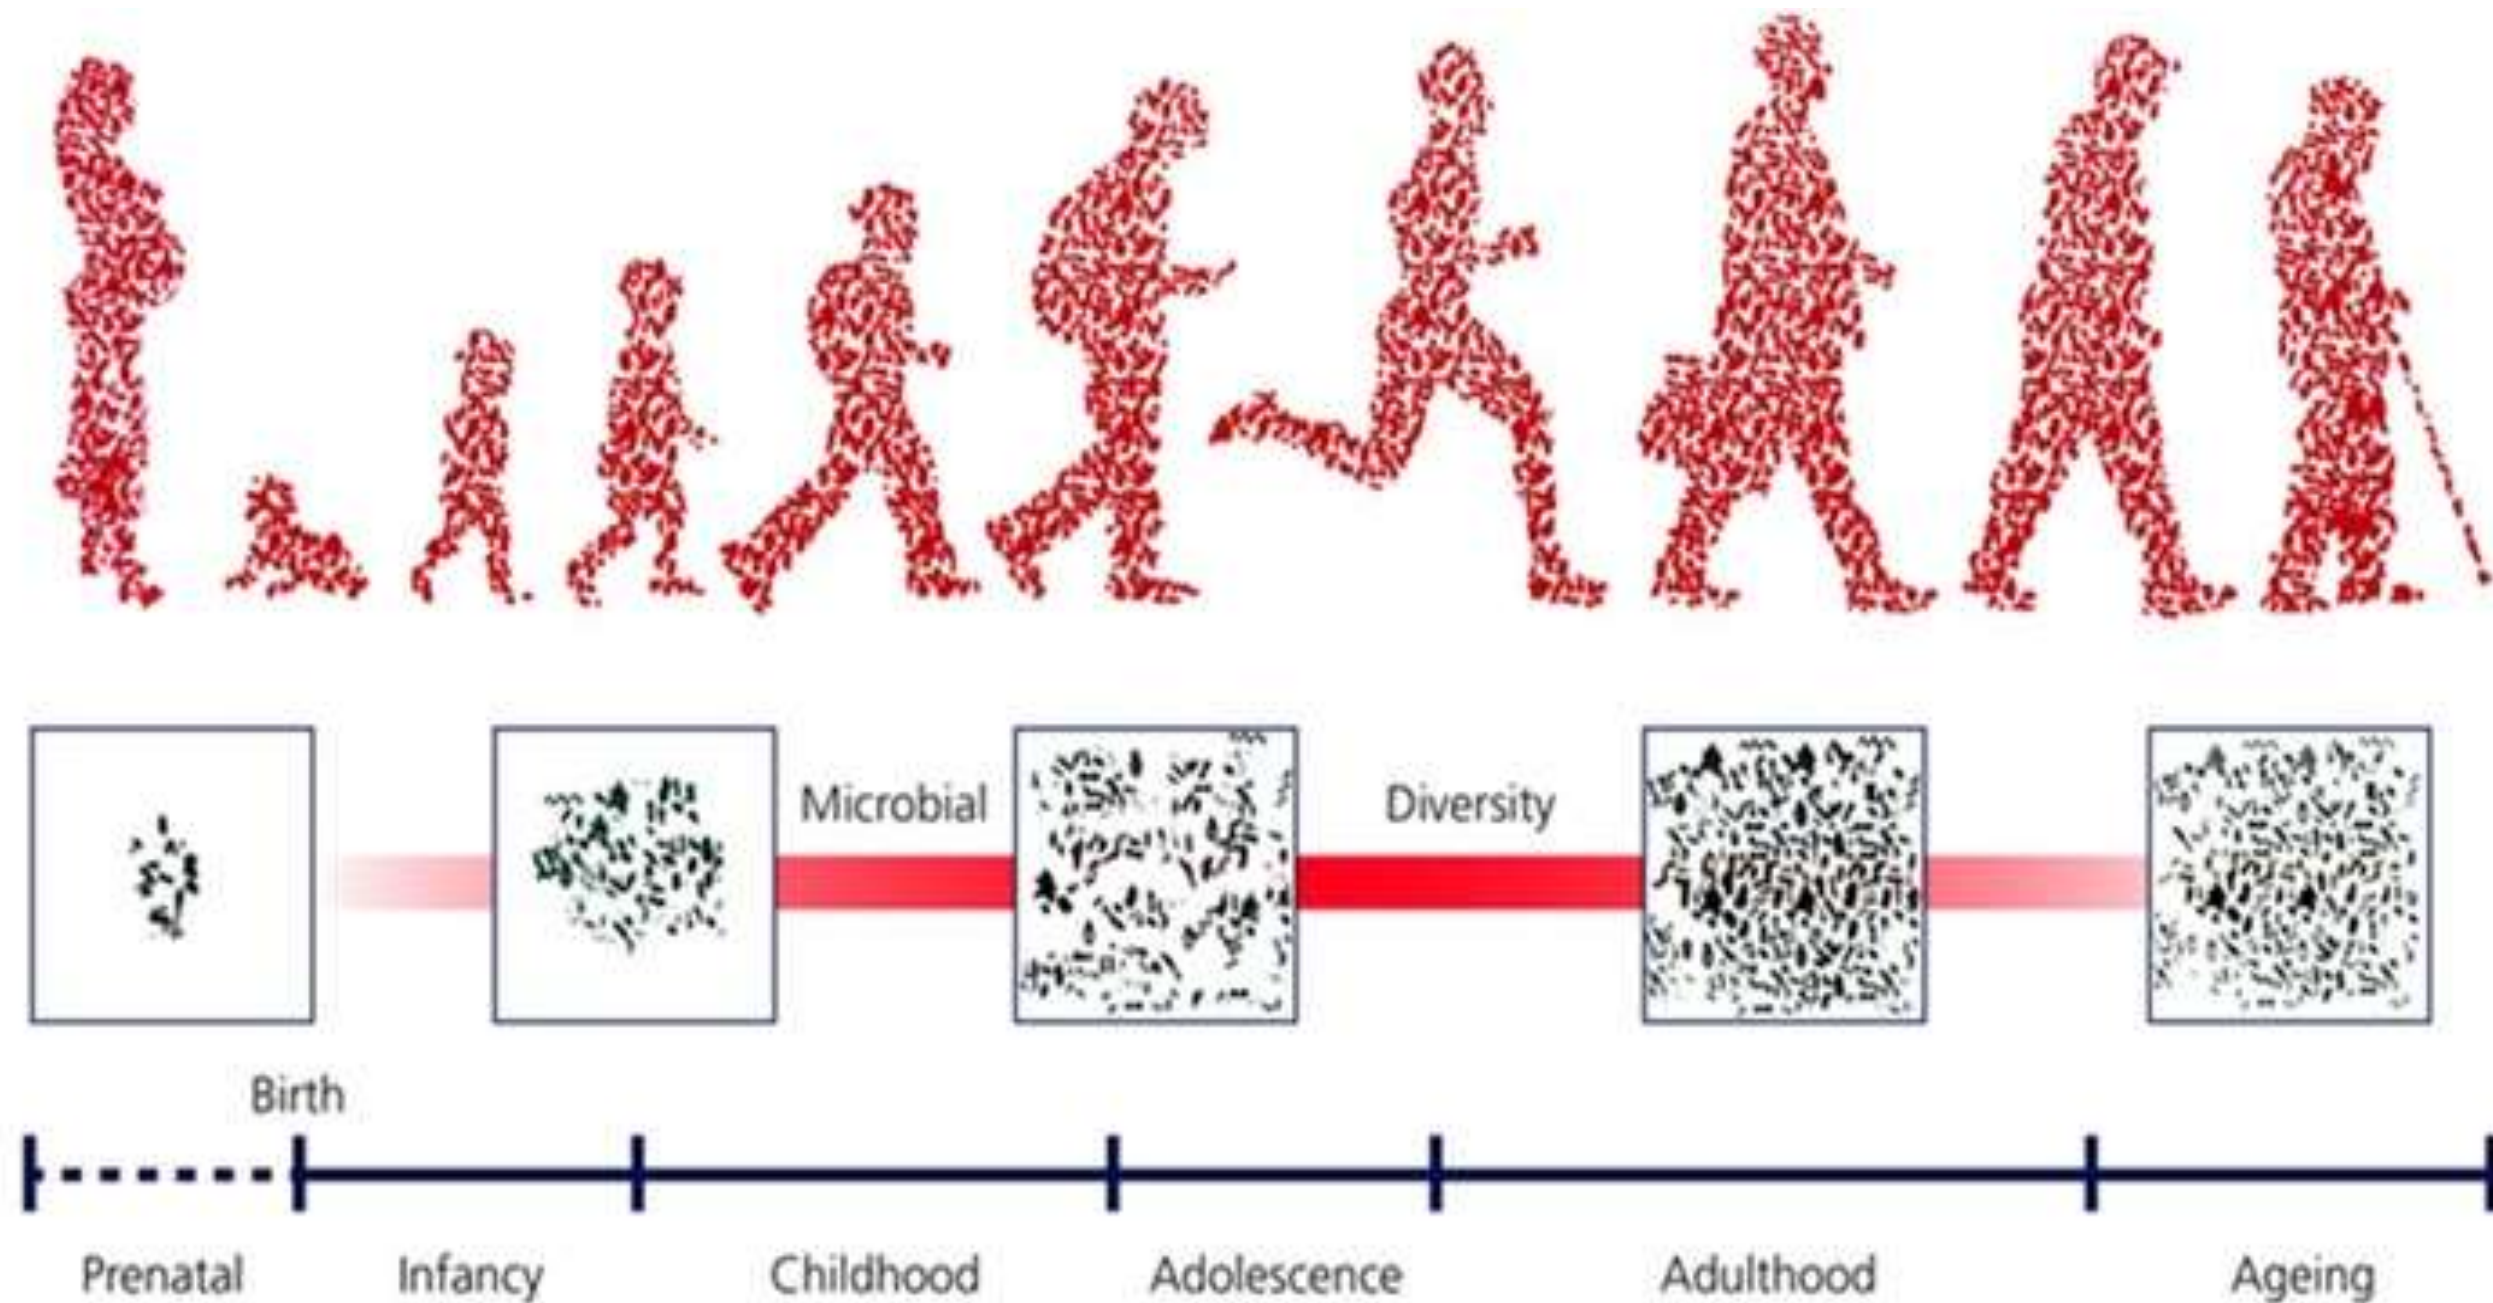 Microbial
Diversity
Birth
Prenatal
Infancy
Childhood
Adolescence
Adulthood
Ageing